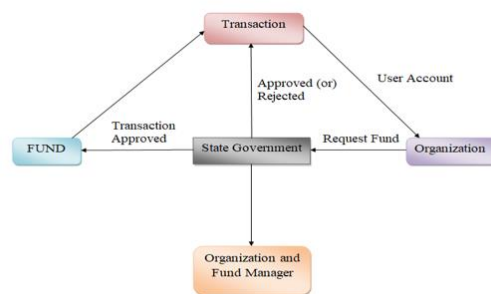 Transaction
Approved (or)
Rejected
User Account
Transaction
Approved
Request Fund
FUND
State Government
Organization
Organization and
Fund Manager